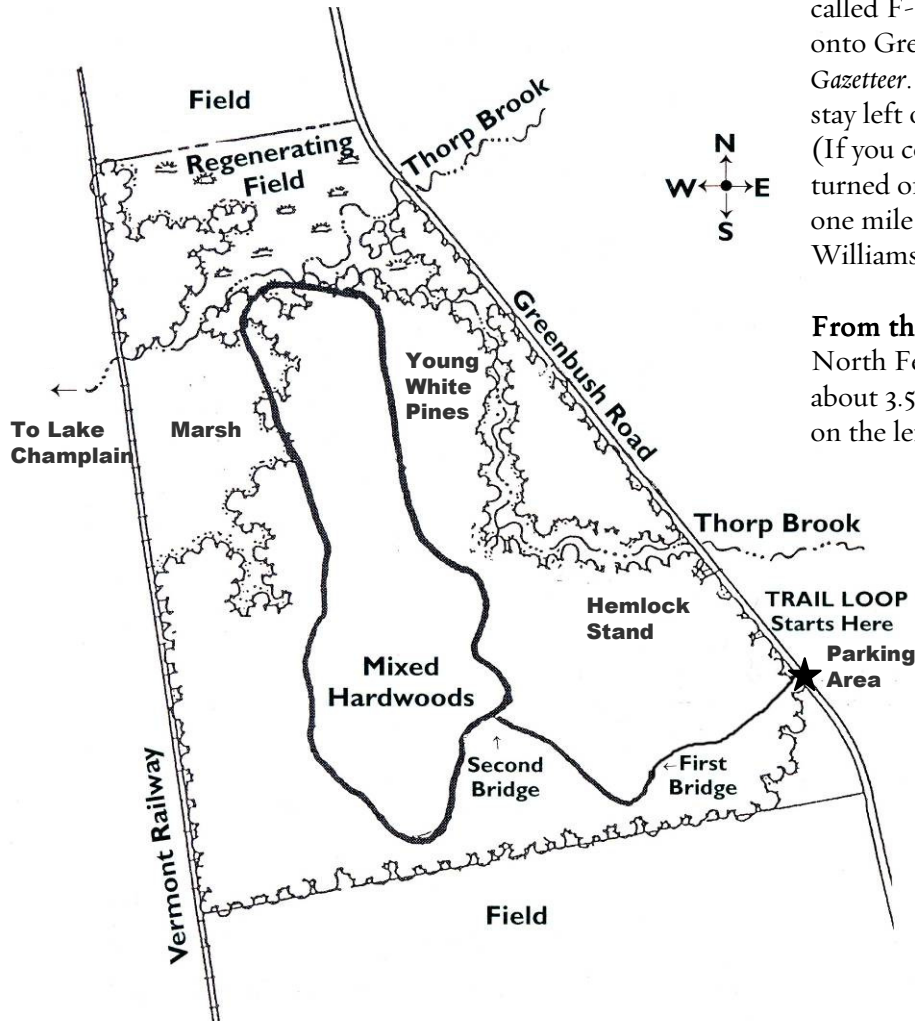 Field
Regenerating
Field
Thorp Brook
N
W E
S
Greenbush Road
Young
White
Pines
To Lake
Champlain
Marsh
Thorp Brook
Hemlock
Stand
TRAIL LOOP
Starts Here
Parking
Area
Mixed
Hardwoods
Second
Bridge
First
Bridge
Vermont Railway
Field
called F-
onto Gre
Gazetteer.
stay left o
(If you co
turned of
one mile
Williams
From th
North Fe
about 3.5
on the le